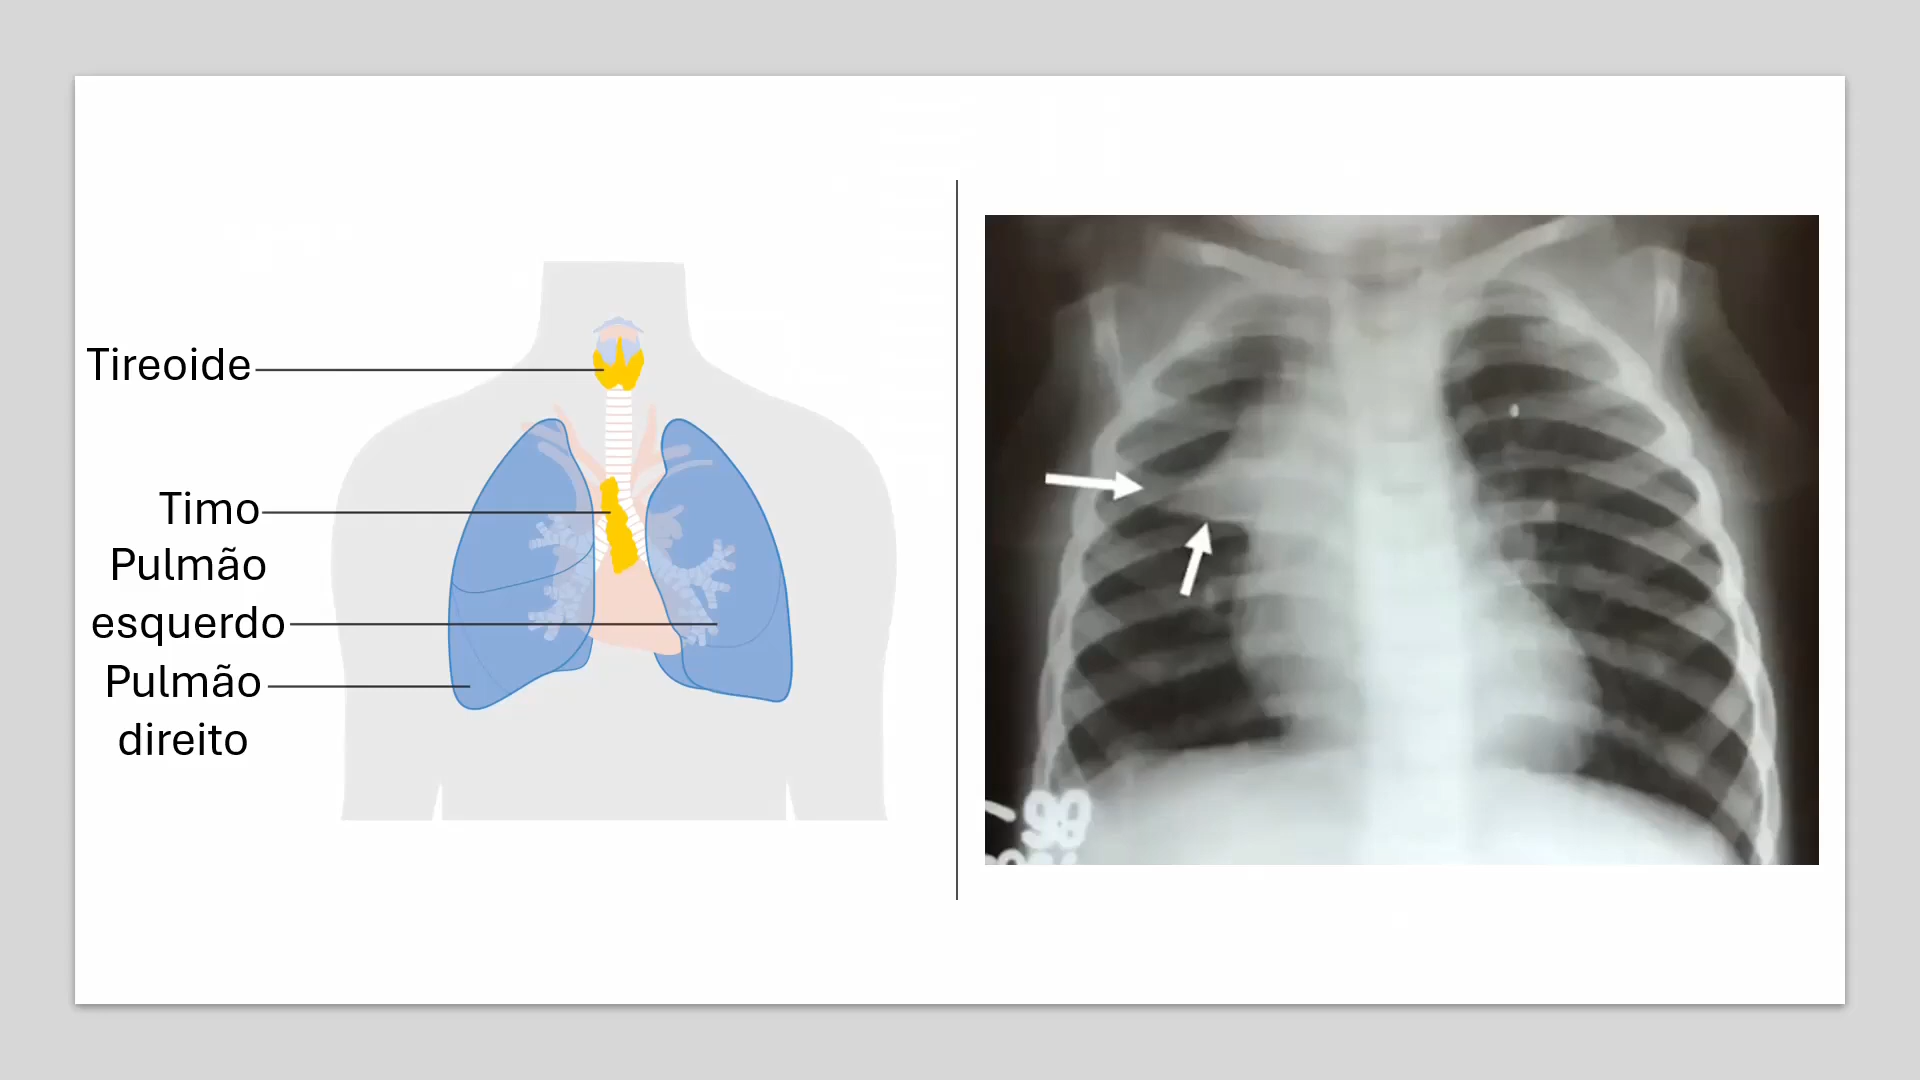 Tireoide
Timo
Pulmão
esquerdo
Pulmão
direito
98